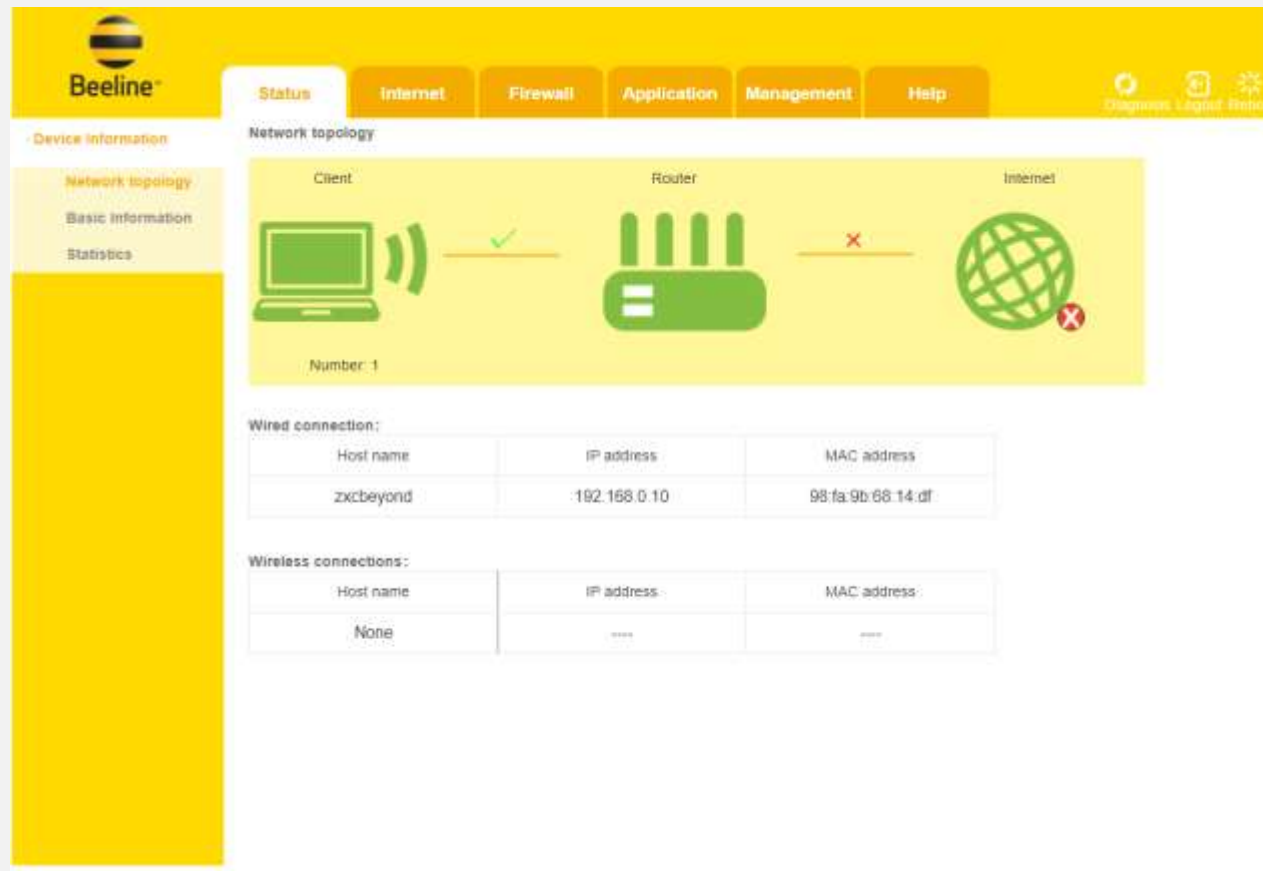 Beeline
Status Internet Firewall Application Management Help
Diagnosis Logout
Device Information
Network topology
Basic Information
Statistics
Network topology
Client Router Internet
Number: 1
Wired connection:
Host name IP address MAC address
zxcbeyond 192.168.0.10 98:fa:9b:68:14:df
Wireless connections:
Host name IP address MAC address
None ---- ----